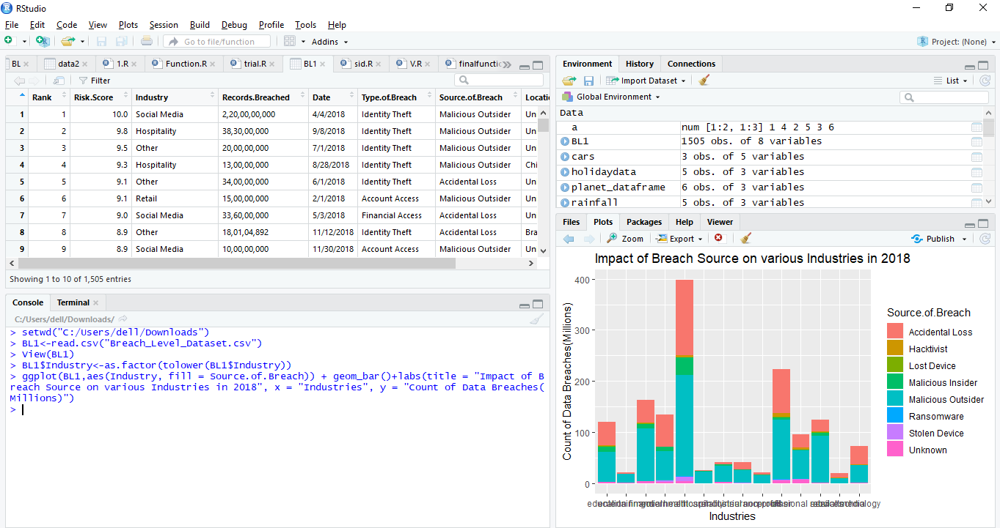 RStudio
File Edit Code View Plots Session Build Debug Profile Tools Help
Go to file/function Addins Project: (None)
BL data2 1.R Function.R trial.R BL1 sid.R V.R finalfunctic
Filter
Rank Risk.Score Industry Records.Breached Date Type.of.Breach Source.of.Breach Locatio
1 1 10.0 Social Media 2,20,00,00,000 4/4/2018 Identity Theft Malicious Outsider Un
2 2 9.8 Hospitality 38,30,00,000 9/8/2018 Identity Theft Malicious Outsider Un
3 3 9.5 Other 20,00,00,000 7/1/2018 Identity Theft Malicious Outsider Un
4 4 9.3 Hospitality 13,00,00,000 8/28/2018 Identity Theft Malicious Outsider Chi
5 5 9.1 Other 34,00,00,000 6/1/2018 Identity Theft Accidental Loss Un
6 6 9.1 Retail 15,00,00,000 2/1/2018 Account Access Malicious Outsider Un
7 7 9.0 Social Media 33,60,00,000 5/3/2018 Financial Access Accidental Loss Un
8 8 8.9 Other 18,01,04,892 11/12/2018 Identity Theft Accidental Loss Bra
9 9 8.9 Social Media 10,00,00,000 11/30/2018 Account Access Malicious Outsider Un
Showing 1 to 10 of 1,505 entries
Console Terminal
C:/Users/dell/Downloads/
> setwd("C:/Users/dell/Downloads")
> BL1<-read.csv("Breach_Level_Dataset.csv")
> View(BL1)
> BL1$Industry<-as.factor(tolower(BL1$Industry))
> ggplot(BL1,aes(Industry, fill = Source.of.Breach)) + geom_bar()+labs(title = "Impact of B
reach Source on various Industries in 2018", x = "Industries", y = "Count of Data Breaches(
Millions)")
>
Environment History Connections
Import Dataset List
Global Environment
Data
a num [1:2, 1:3] 1 4 2 5 3 6
BL1 1505 obs. of 8 variables
cars 3 obs. of 5 variables
holidaydata 5 obs. of 3 variables
planet_dataframe 6 obs. of 3 variables
rainfall 5 obs. of 3 variables
Files Plots Packages Help Viewer
Zoom Export Publish
Impact of Breach Source on various Industries in 2018
Count of Data Breaches(Millions)
400
300
200
100
0
Industries
Source.of.Breach
Accidental Loss
Hacktivist
Lost Device
Malicious Insider
Malicious Outsider
Ransomware
Stolen Device
Unknown